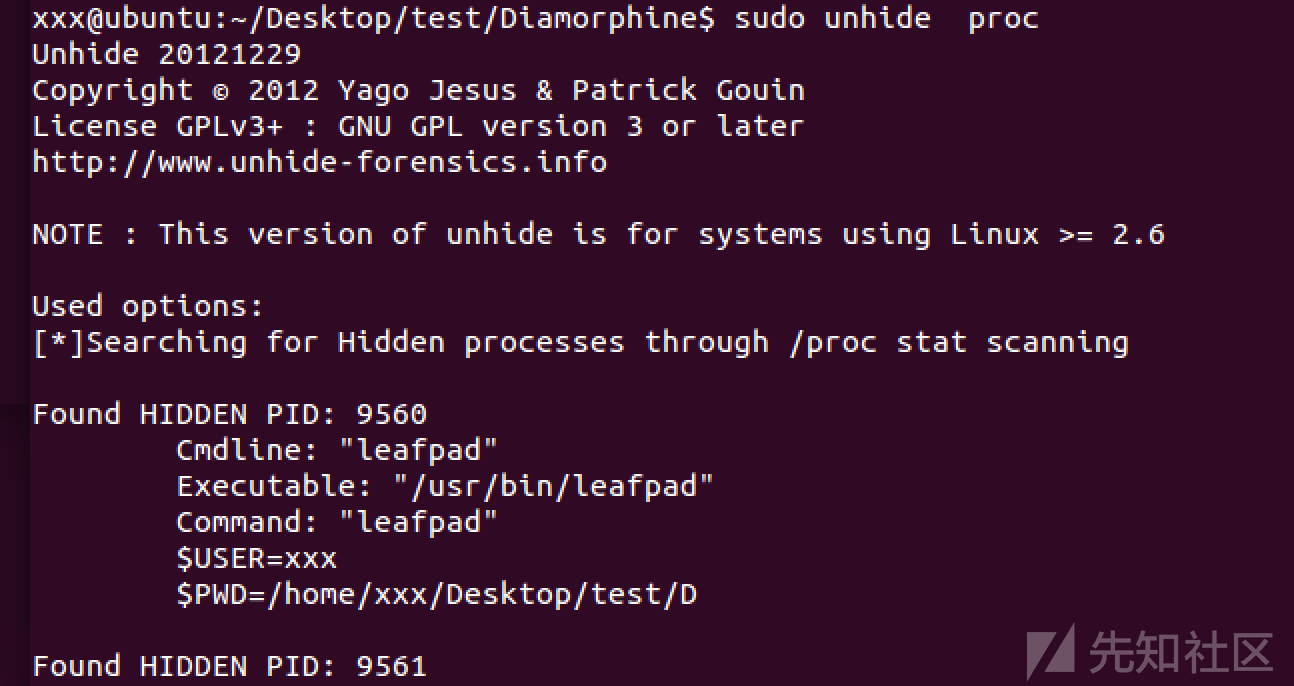 xxx@ubuntu:~/Desktop/test/Diamorphine$ sudo unhide  proc
Unhide 20121229
Copyright © 2012 Yago Jesus & Patrick Gouin
License GPLv3+ : GNU GPL version 3 or later
http://www.unhide-forensics.info
NOTE : This version of unhide is for systems using Linux >= 2.6
Used options:
[*]Searching for Hidden processes through /proc stat scanning
Found HIDDEN PID: 9560
Cmdline: "leafpad"
Executable: "/usr/bin/leafpad"
Command: "leafpad"
$USER=xxx
$PWD=/home/xxx/Desktop/test/D
Found HIDDEN PID: 9561
先知社区